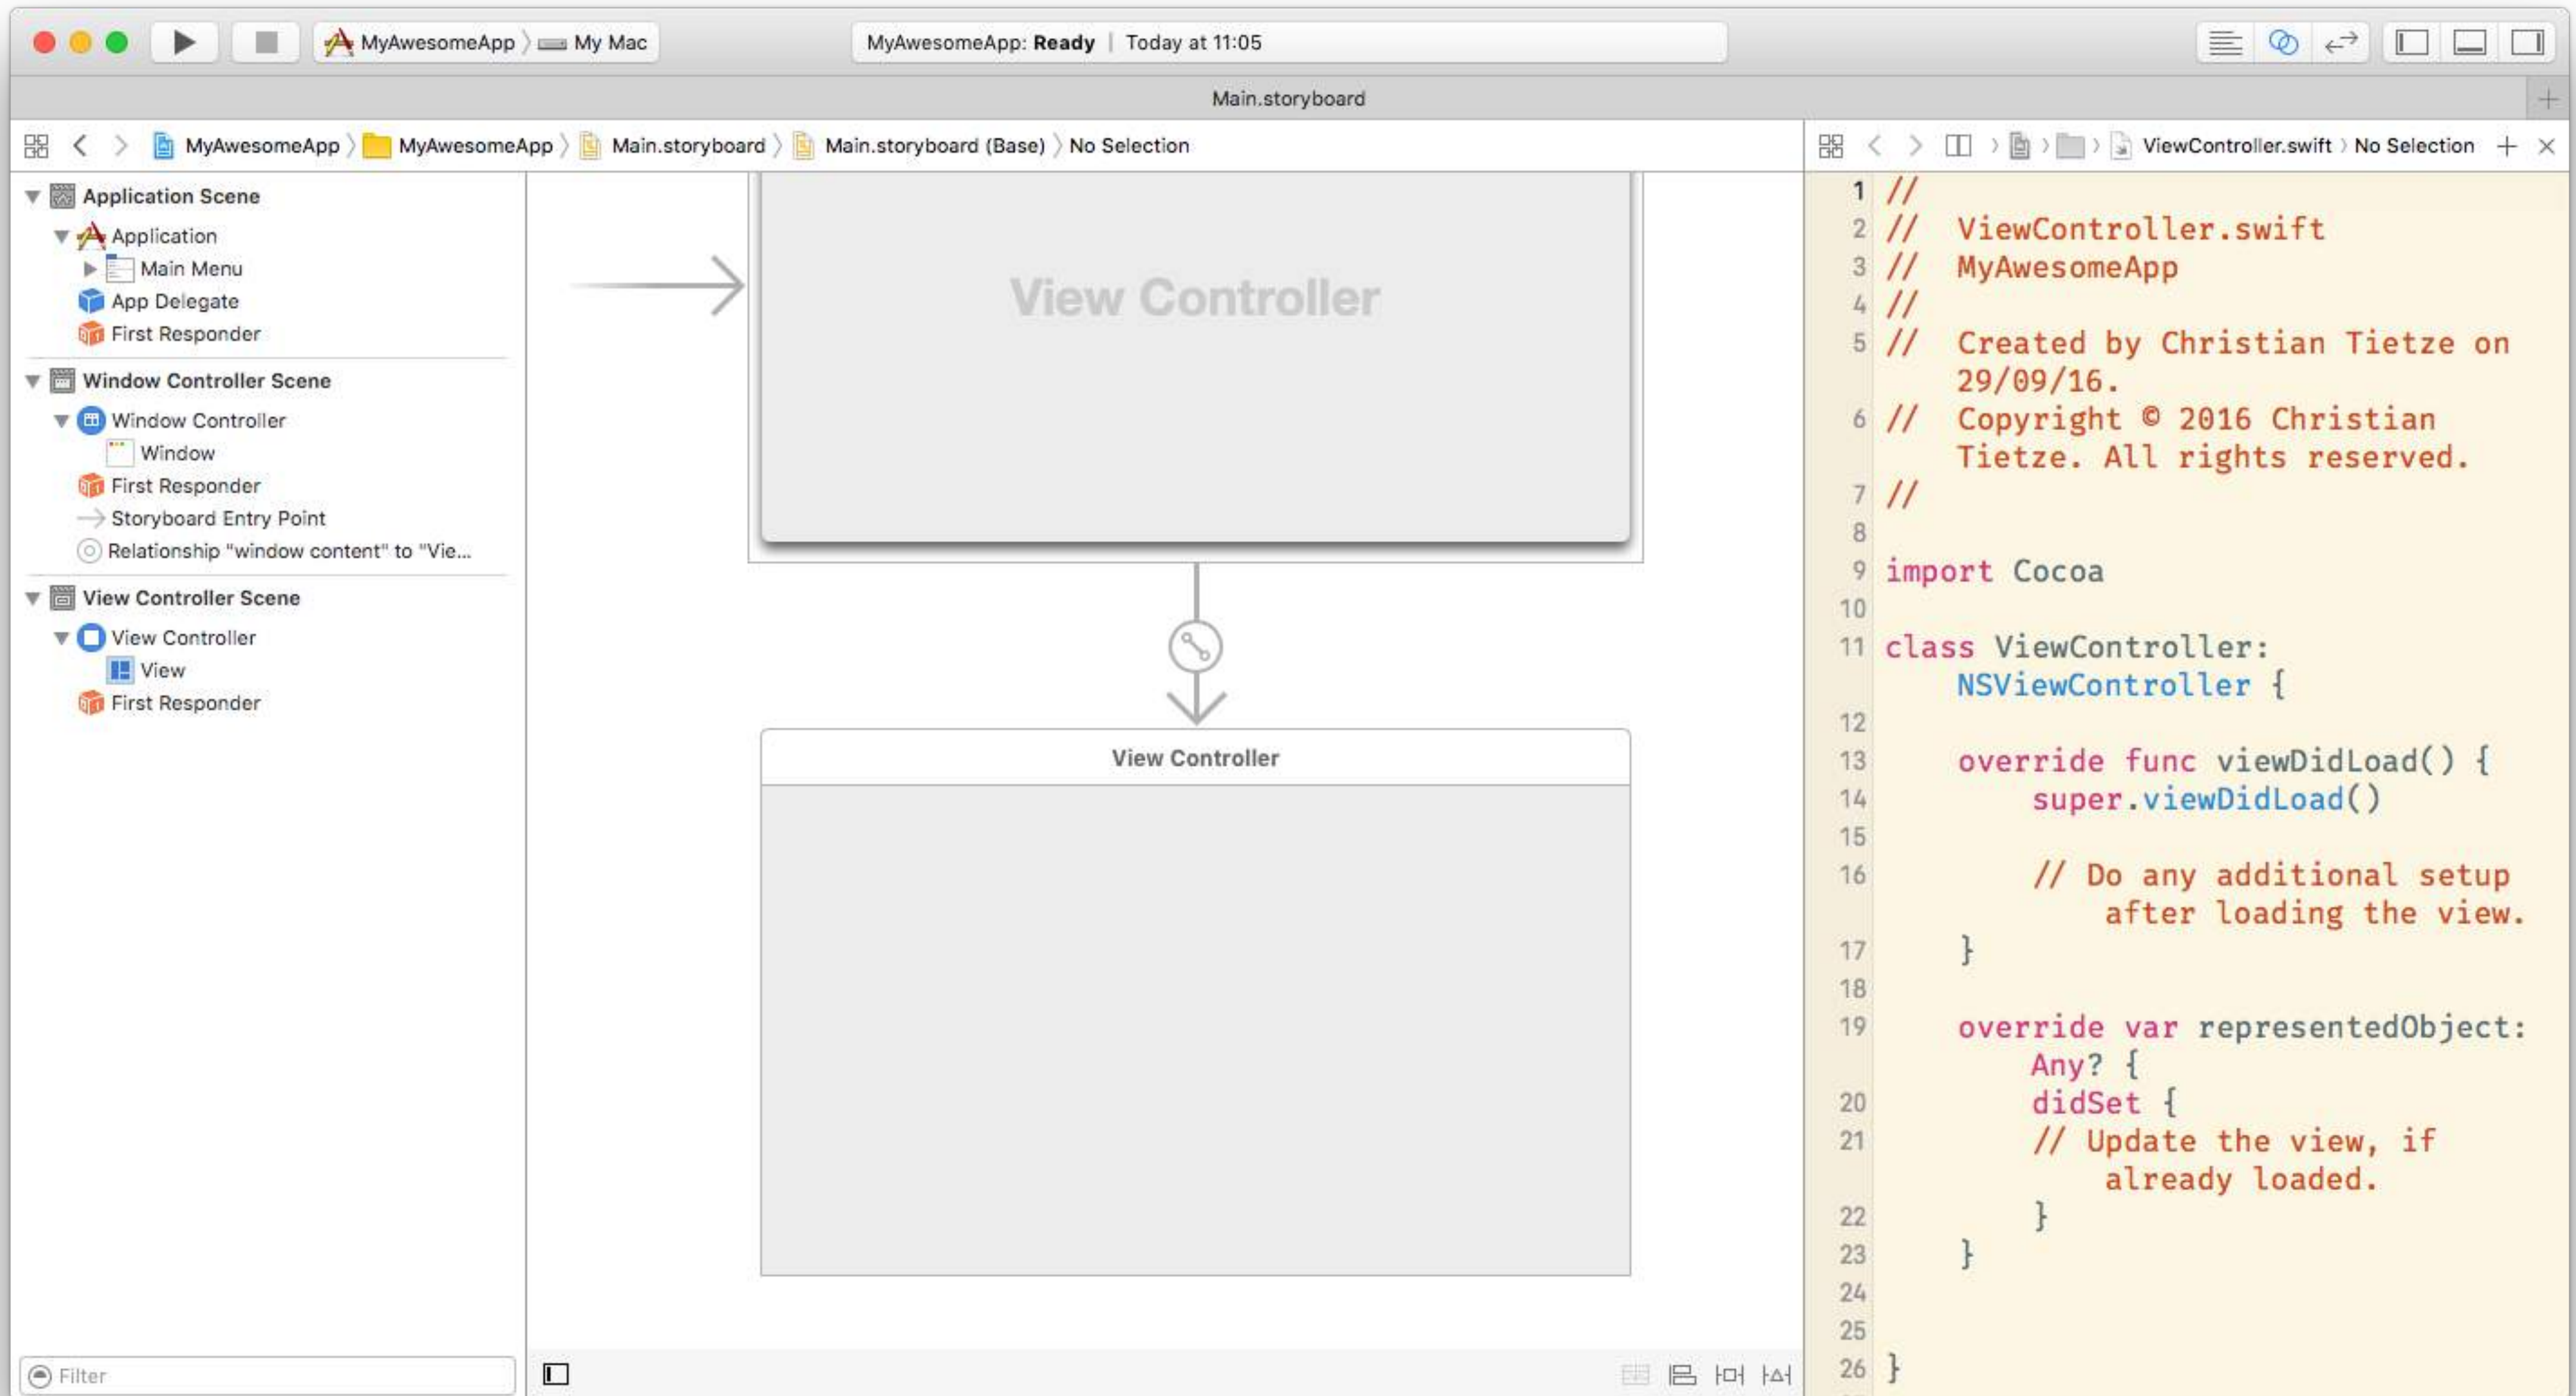 MyAwesomeApp My Mac
MyAwesomeApp: Ready | Today at 11:05
Main.storyboard
MyAwesomeApp MyAwesomeApp Main.storyboard Main.storyboard (Base) No Selection
ViewController.swift No Selection
Application Scene
Application
Main Menu
App Delegate
First Responder
Window Controller Scene
Window Controller
Window
First Responder
Storyboard Entry Point
Relationship "window content" to "Vie...
View Controller Scene
View Controller
View
First Responder
Filter
View Controller
View Controller
1 //
2 // ViewController.swift
3 // MyAwesomeApp
4 //
5 // Created by Christian Tietze on
29/09/16.
6 // Copyright © 2016 Christian
Tietze. All rights reserved.
7 //
8
9 import Cocoa
10
11 class ViewController:
NSViewController {
12
13 override func viewDidLoad() {
14 super.viewDidLoad()
15
16 // Do any additional setup
after loading the view.
17 }
18
19 override var representedObject:
Any? {
20 didSet {
21 // Update the view, if
already loaded.
22 }
23 }
24
25
26 }